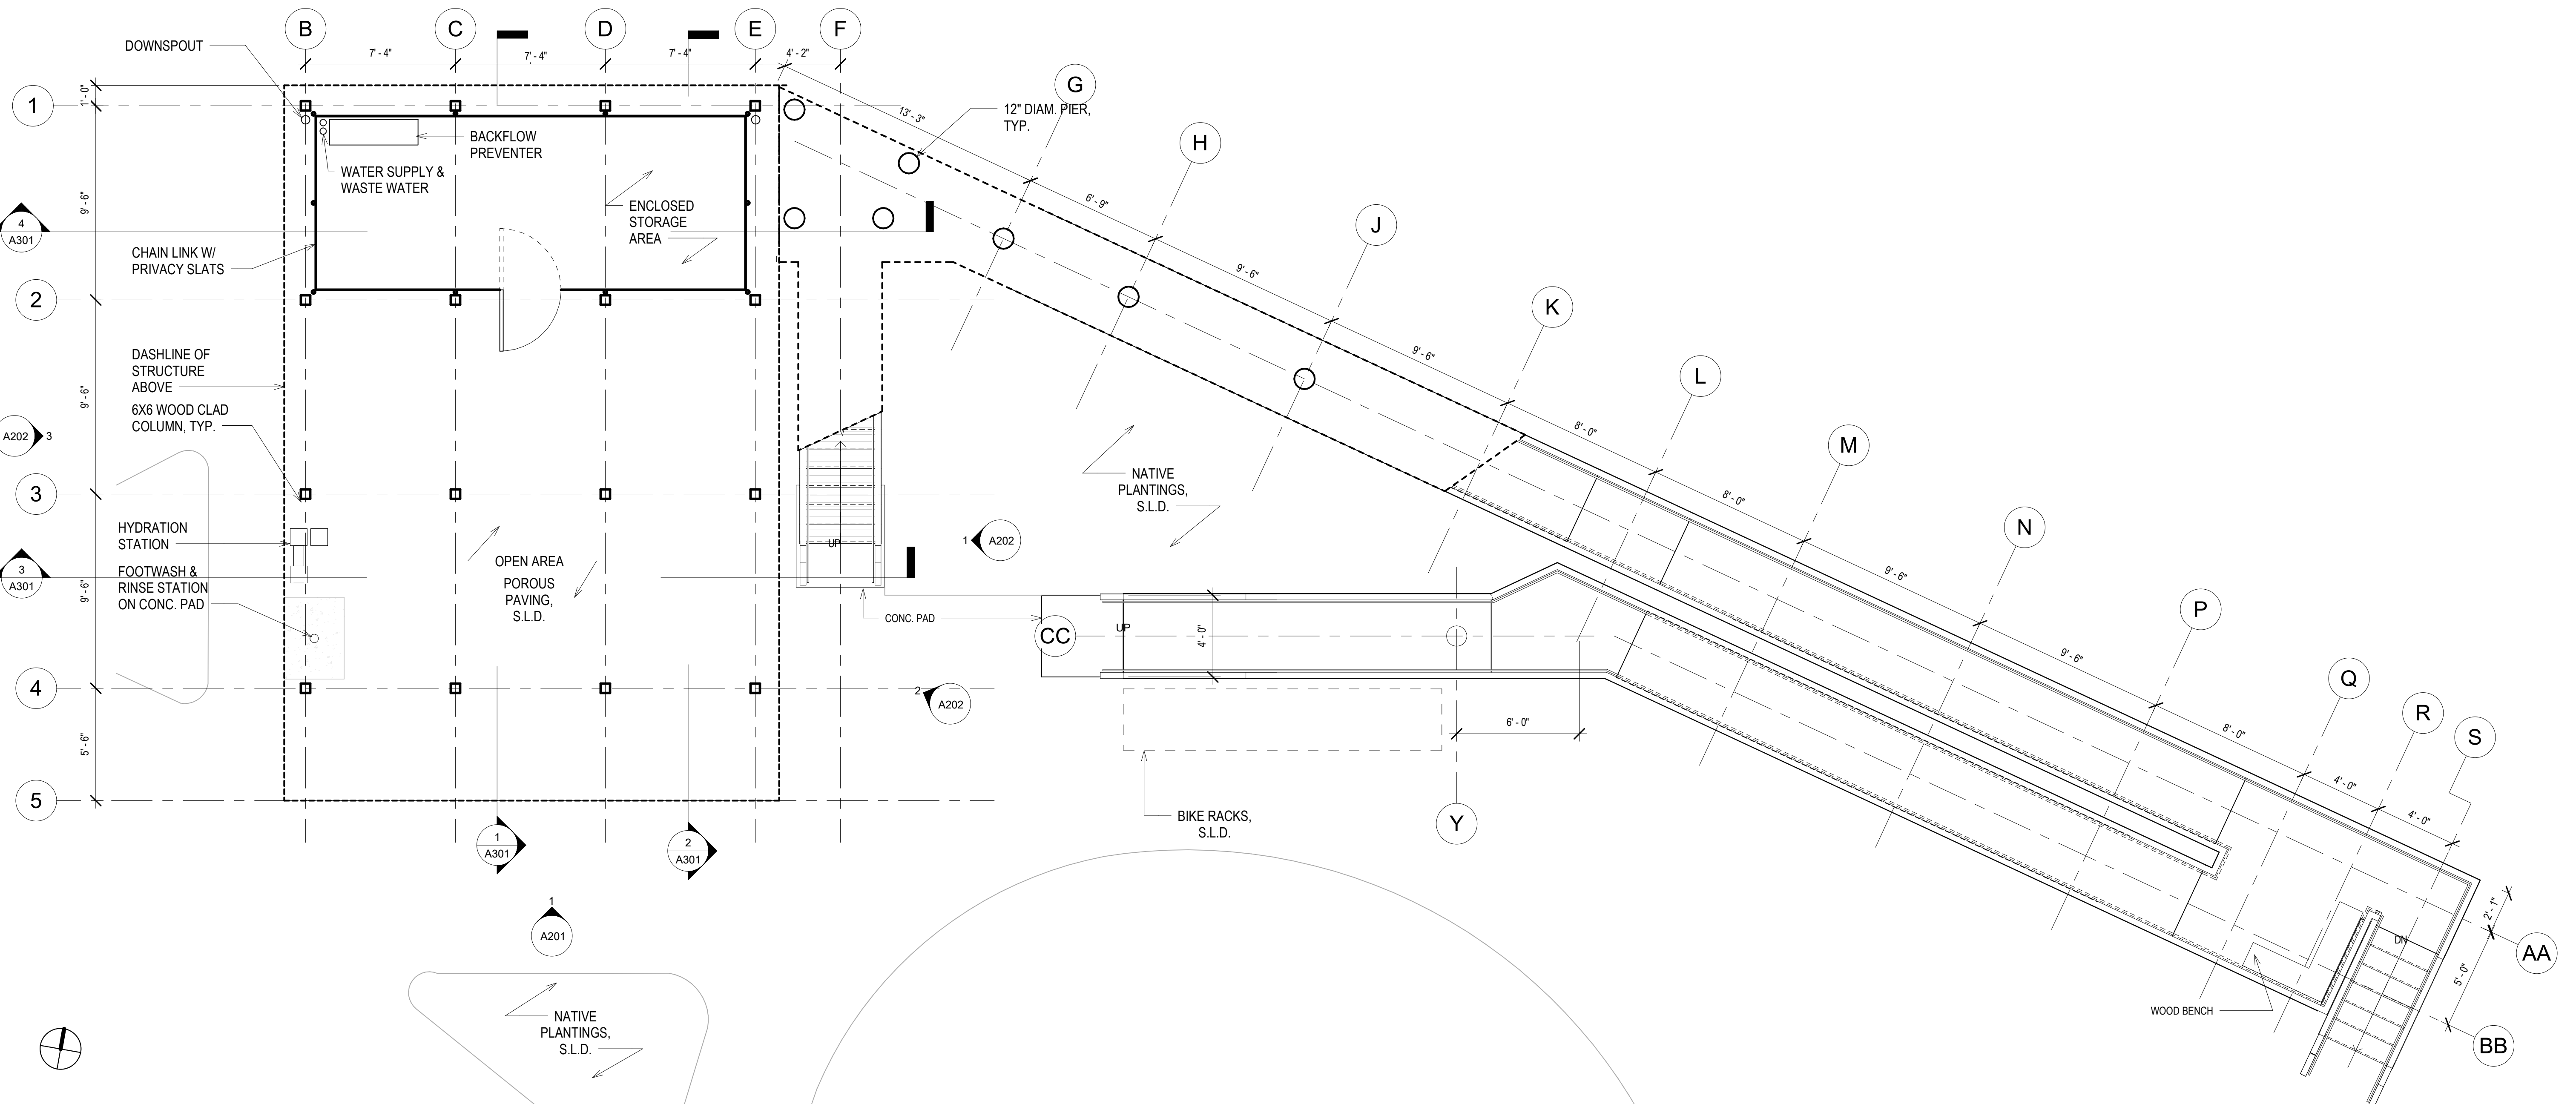 B
C
D
E
F
DOWNSPOUT
7' - 4"
7' - 4"
7' - 4"
4' - 2"
G
1
1' - 0"
13' - 3"
12" DIAM. PIER,
TYP.
BACKFLOW
PREVENTER
H
WATER SUPPLY &
WASTE WATER
9' - 6"
6' - 9"
ENCLOSED
STORAGE
AREA
J
4
A301
CHAIN LINK W/
PRIVACY SLATS
9' - 6"
2
K
9' - 6"
DASHLINE OF
STRUCTURE
ABOVE
9' - 6"
L
6X6 WOOD CLAD
COLUMN, TYP.
8' - 0"
A202
3
M
NATIVE
PLANTINGS,
S.L.D.
3
8' - 0"
HYDRATION
STATION
N
UP
1
A202
3
A301
OPEN AREA
POROUS
PAVING,
S.L.D.
9' - 6"
FOOTWASH &
RINSE STATION
ON CONC. PAD
9' - 6"
P
CONC. PAD
CC
UP
4' - 0"
9' - 6"
4
2
A202
Q
6' - 0"
8' - 0"
R
S
5' - 6"
5
4' - 0"
BIKE RACKS,
S.L.D.
Y
4' - 0"
1
A301
2
A301
1
A201
2' - 1"
DN
AA
5' - 0"
WOOD BENCH
NATIVE
PLANTINGS,
S.L.D.
BB